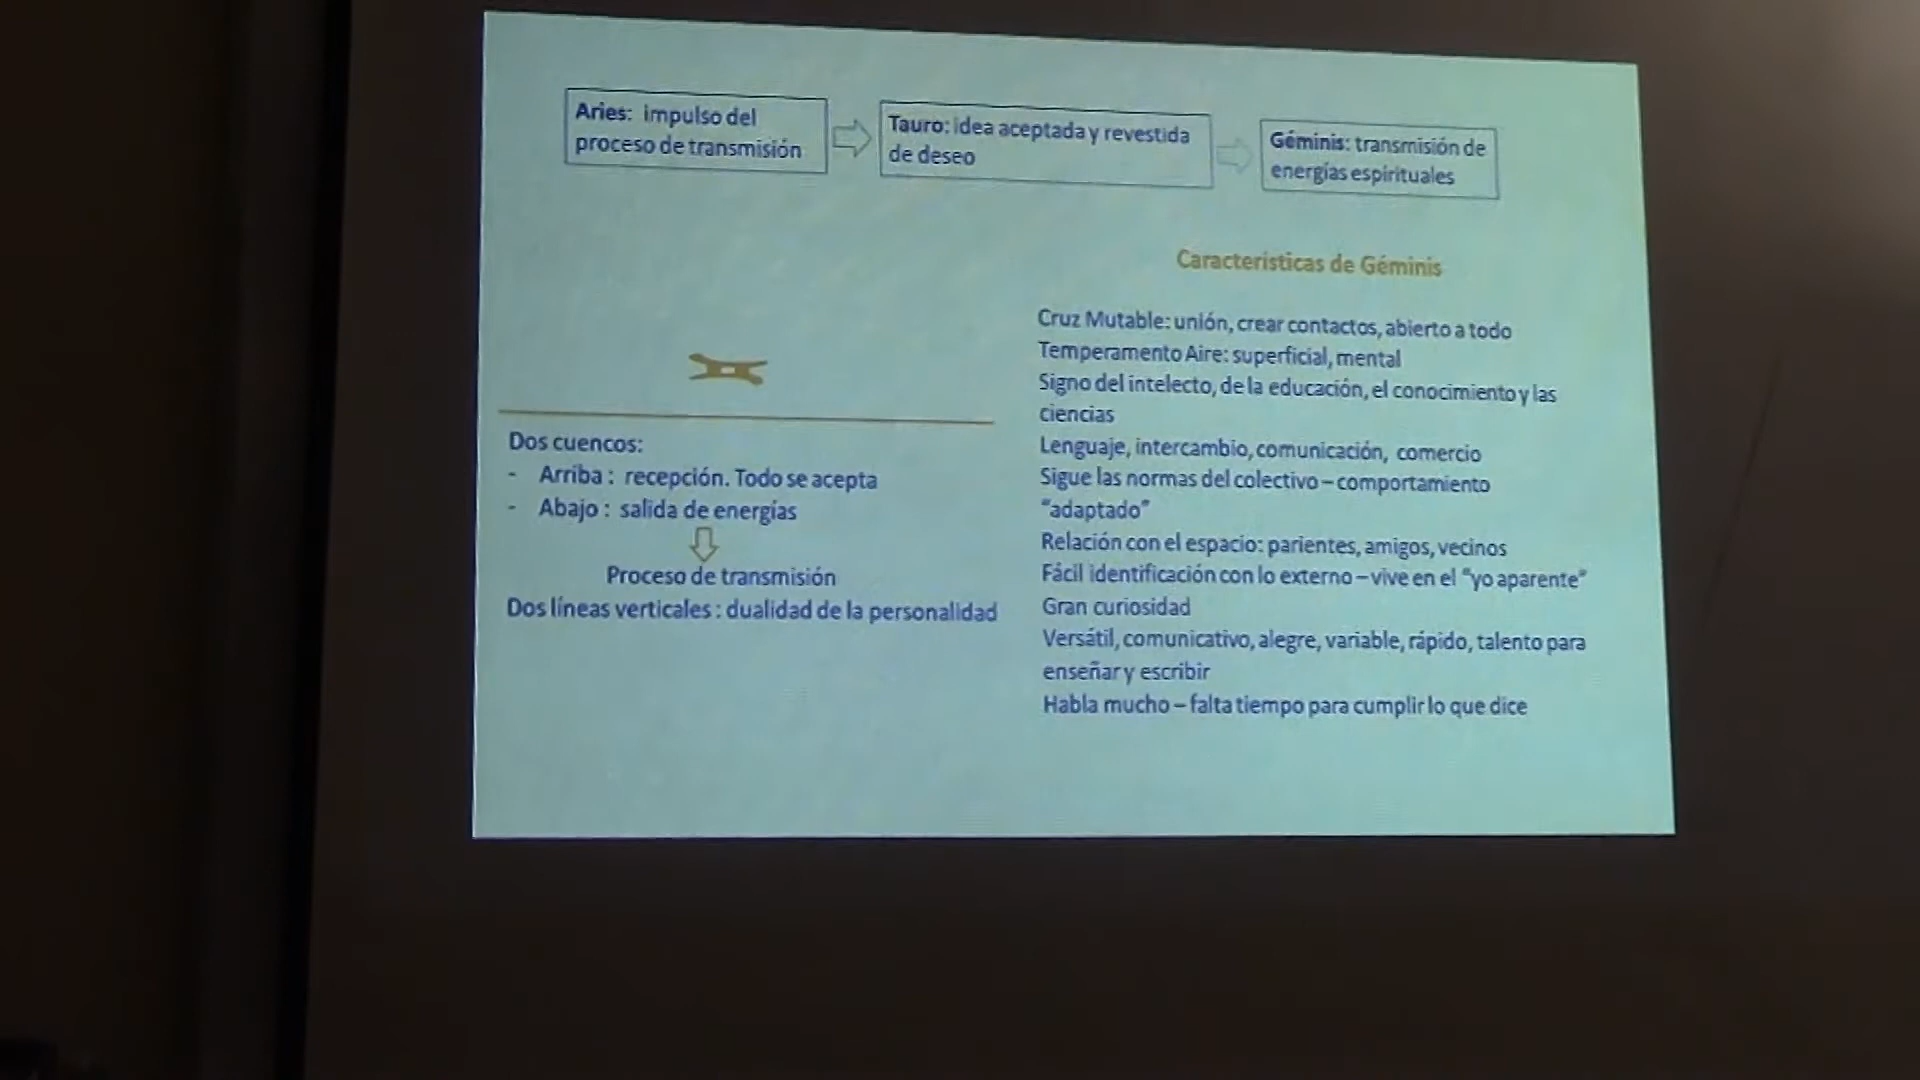 Aries: impulso del
proceso de transmisión
Tauro: idea aceptada y revestida
de deseo
Géminis: transmisión de
energías espirituales
Dos cuencos:
- Arriba : recepción. Todo se acepta
- Abajo : salida de energías
Proceso de transmisión
Dos líneas verticales : dualidad de la personalidad
Caracteristicas de Géminis
Cruz Mutable: unión, crear contactos, abierto a todo
Temperamento Aire: superficial, mental
Signo del intelecto, de la educación, el conocimiento y las
ciencias
Lenguaje, intercambio, comunicación, comercio
Sigue las normas del colectivo – comportamiento
“adaptado”
Relación con el espacio: parientes, amigos, vecinos
Fácil identificación con lo externo – vive en el “yo aparente”
Gran curiosidad
Versátil, comunicativo, alegre, variable, rápido, talento para
enseñar y escribir
Habla mucho – falta tiempo para cumplir lo que dice